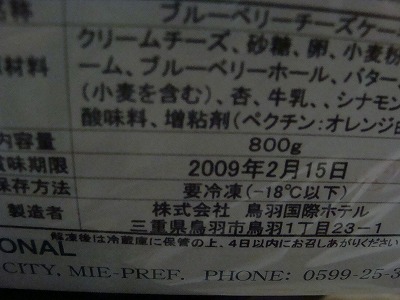 名称 ブルーベリーチーズケー
クリームチーズ、砂糖、卵、小麦粉
原材料 ーム、ブルーベリーホール、バター
(小麦を含む)、杏、牛乳、、シナモン
酸味料、増粘剤(ペクチン:オレンジ由
内容量 800g
賞味期限 2009年2月15日
保存方法 要冷凍(-18℃以下)
製造者 株式会社 鳥羽国際ホテル
三重県鳥羽市鳥羽1丁目23-1
解凍後は冷蔵庫に保管の上、4日以内にお召しあがりください
IONAL
CITY, MIE-PREF. PHONE: 0599-25-3